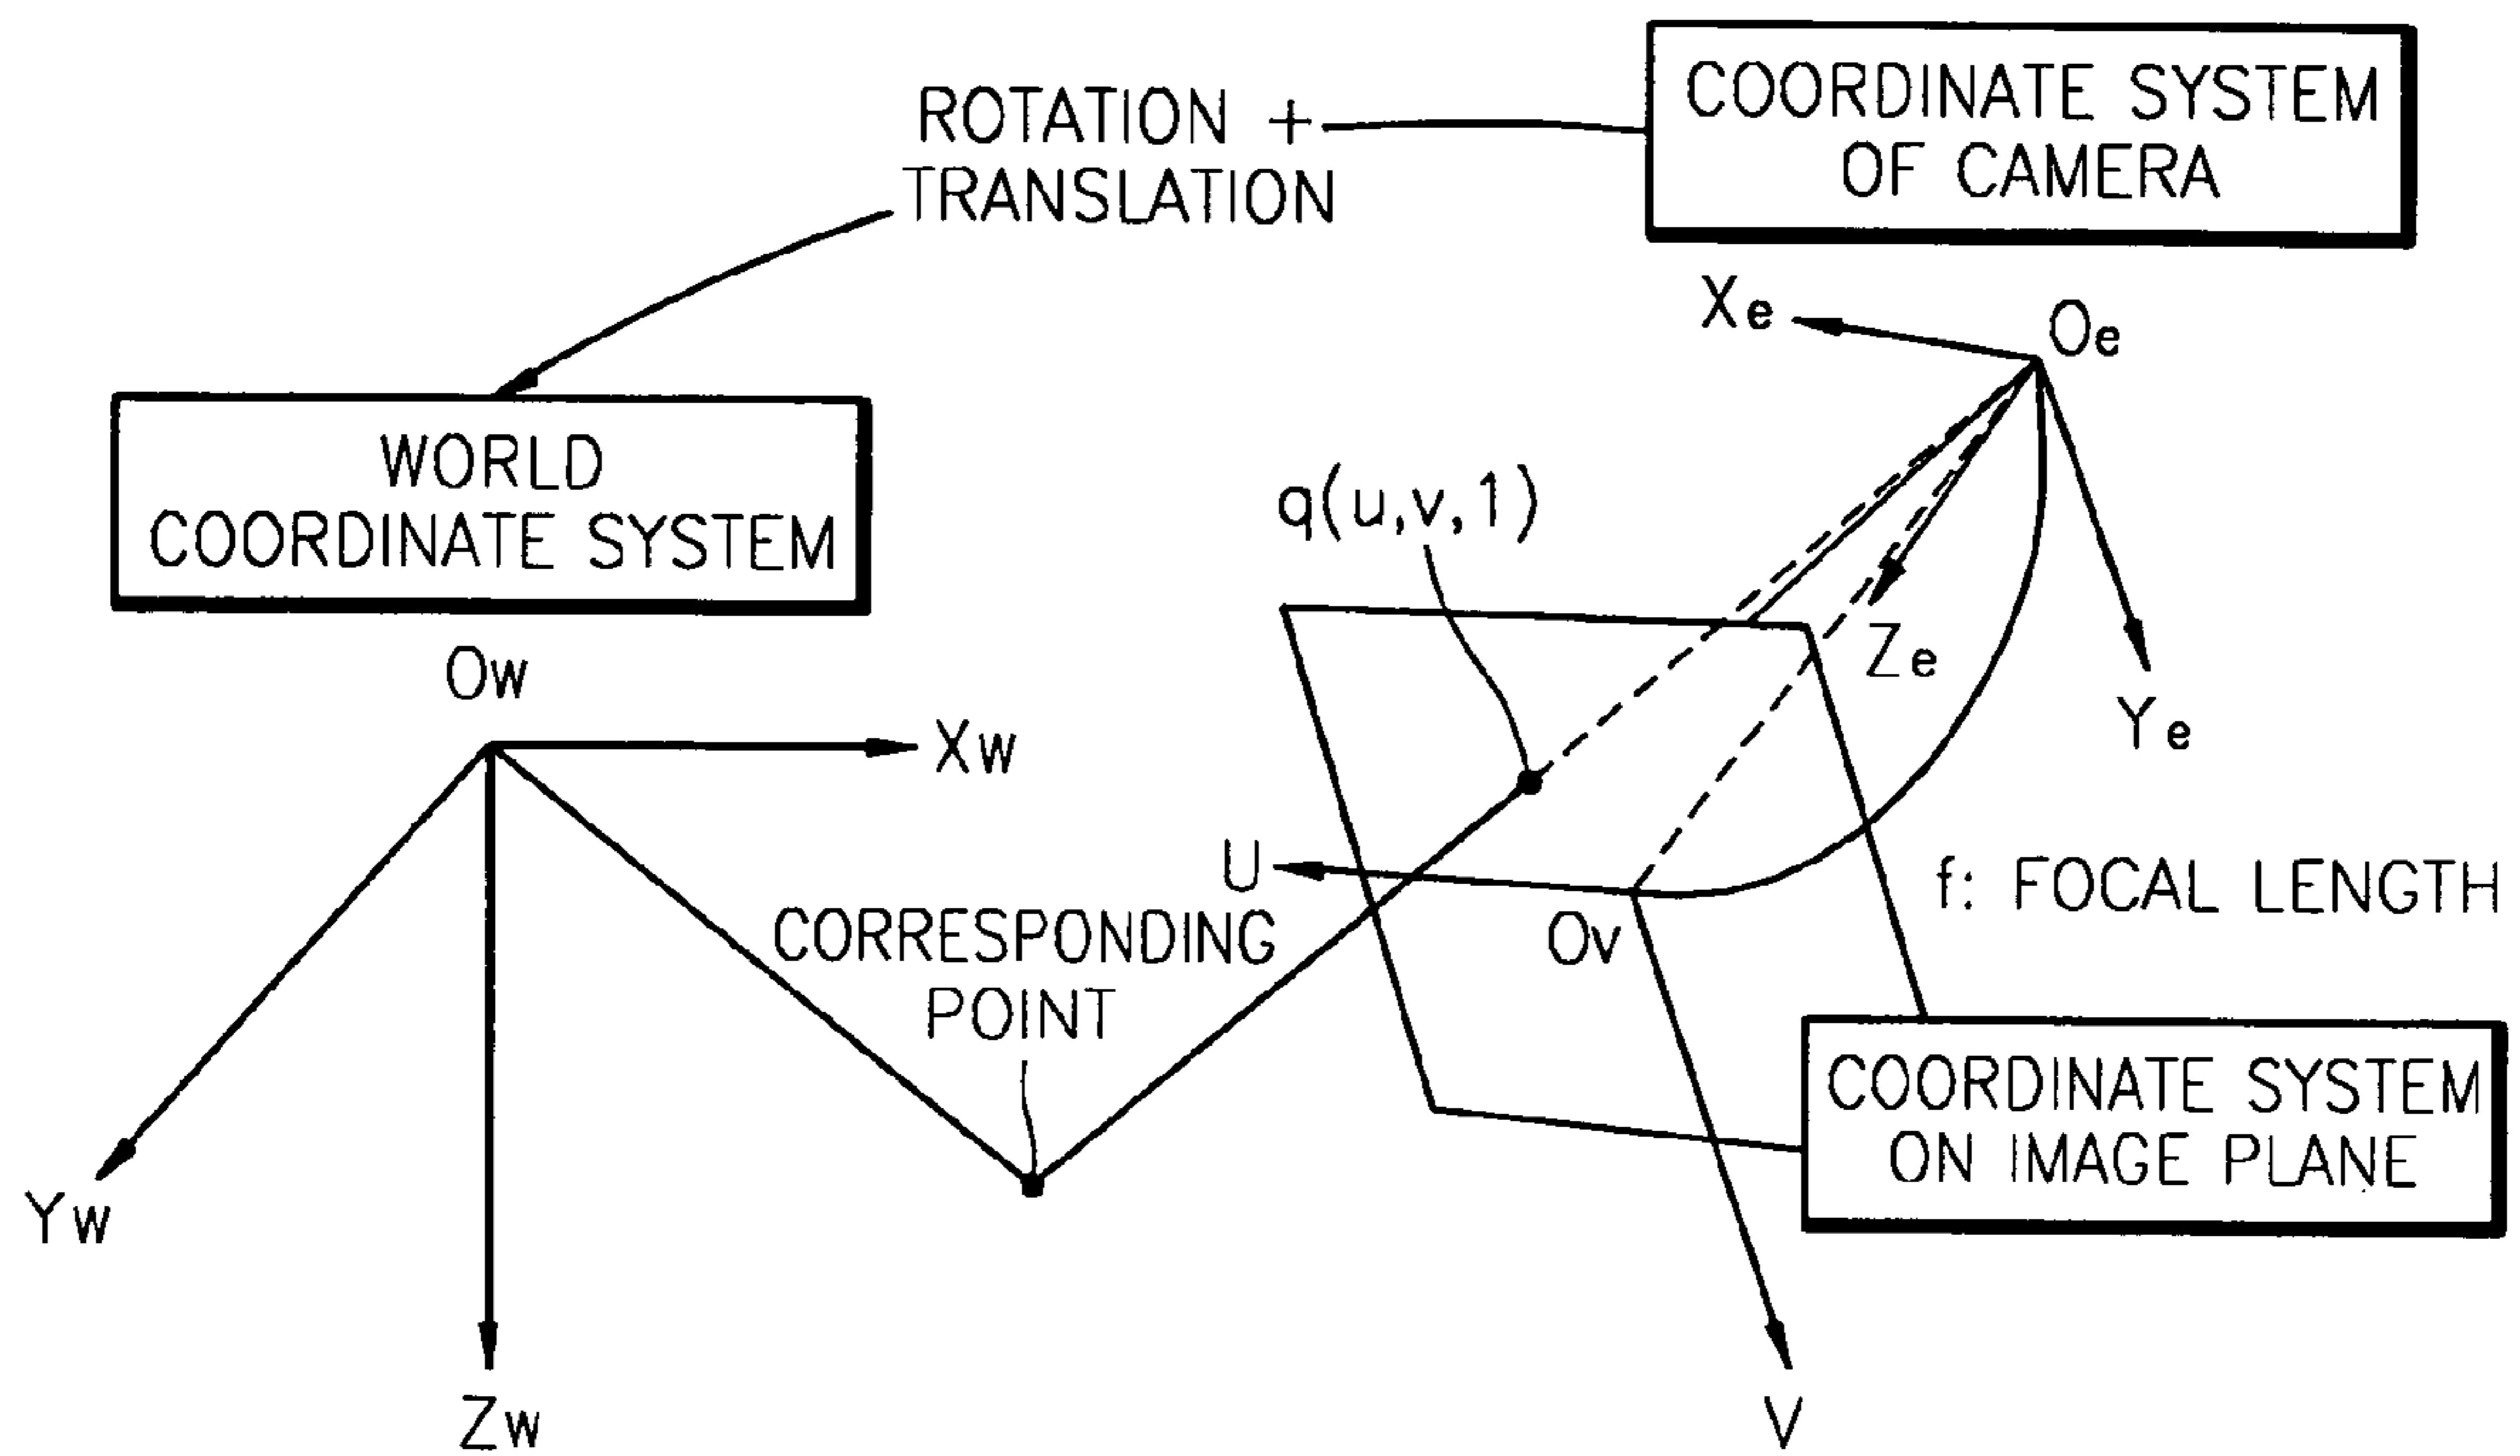 COORDINATE SYSTEM
OF CAMERA
ROTATION +
TRANSLATION
Xe
Oe
WORLD
COORDINATE SYSTEM
q(u,v,1)
Ow
Ze
Xw
Ye
U
f: FOCAL LENGTH
CORRESPONDING
POINT
Ov
COORDINATE SYSTEM
ON IMAGE PLANE
Yw
Zw
V